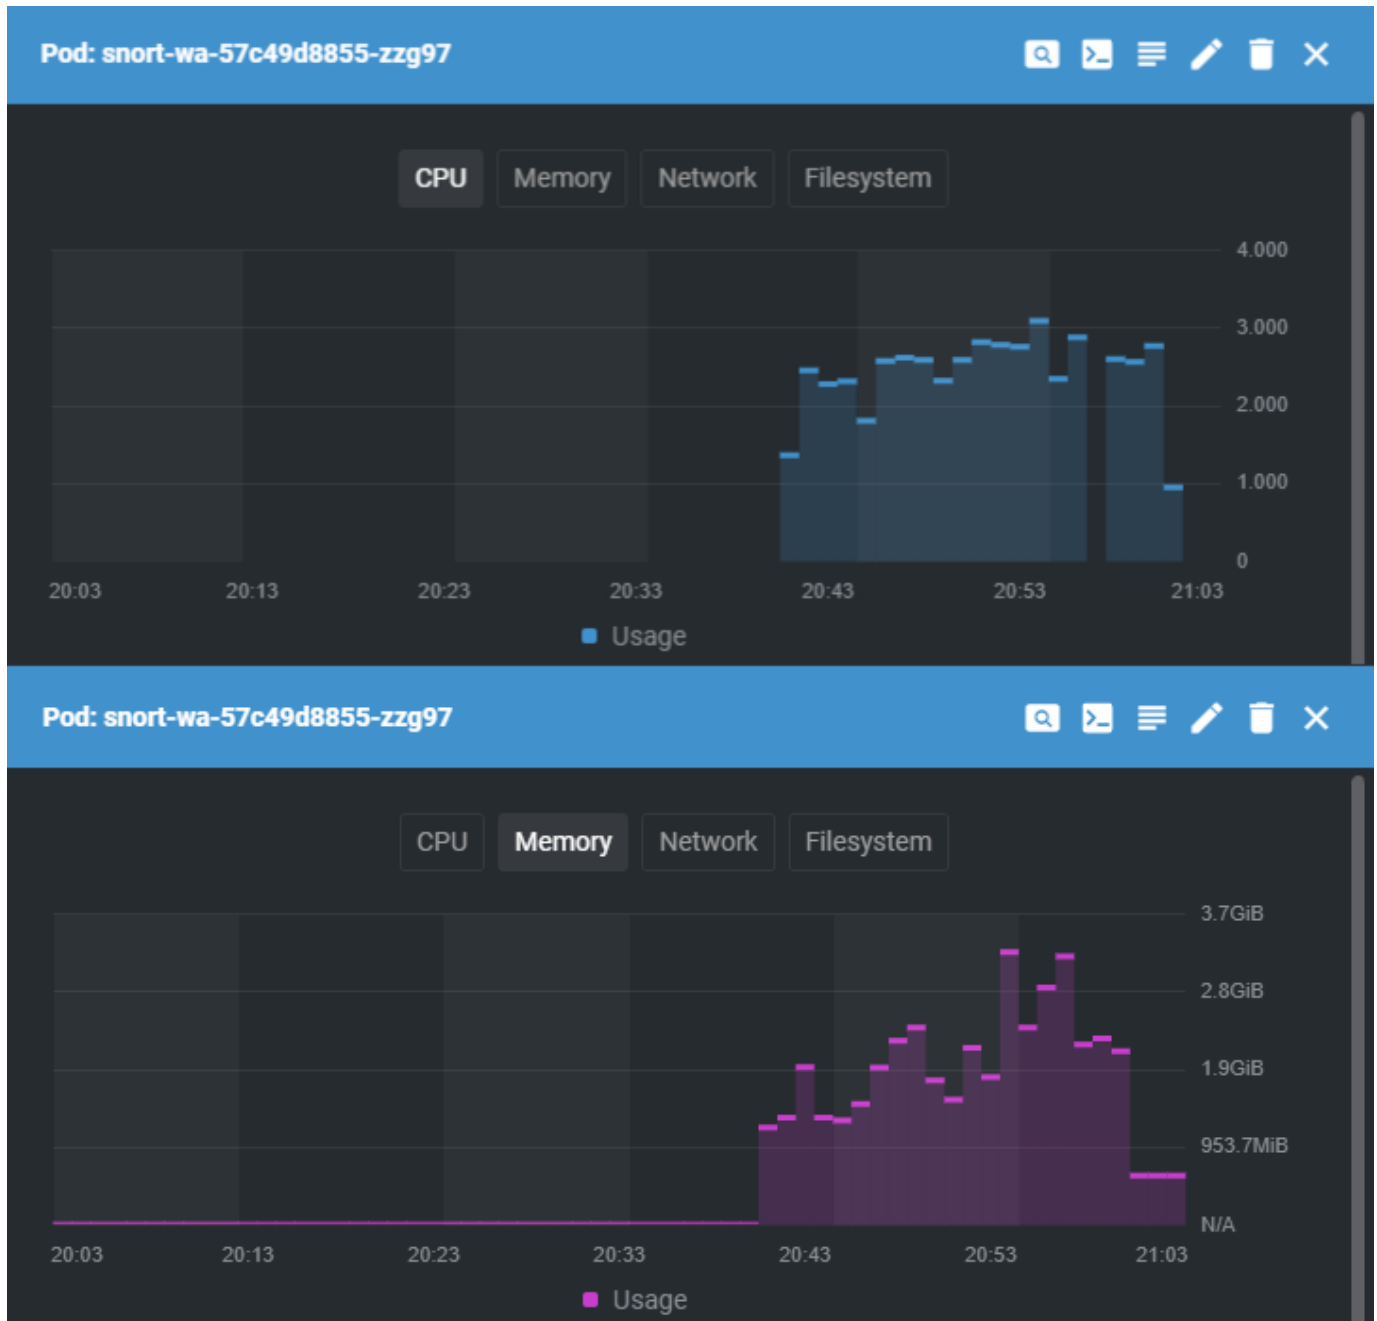 Pod: snort-wa-57c49d8855-zzg97
CPU Memory Network Filesystem
4.000
3.000
2.000
1.000
0
20:03 20:13 20:23 20:33 20:43 20:53 21:03
Usage
Pod: snort-wa-57c49d8855-zzg97
CPU Memory Network Filesystem
3.7GiB
2.8GiB
1.9GiB
953.7MiB
N/A
20:03 20:13 20:23 20:33 20:43 20:53 21:03
Usage